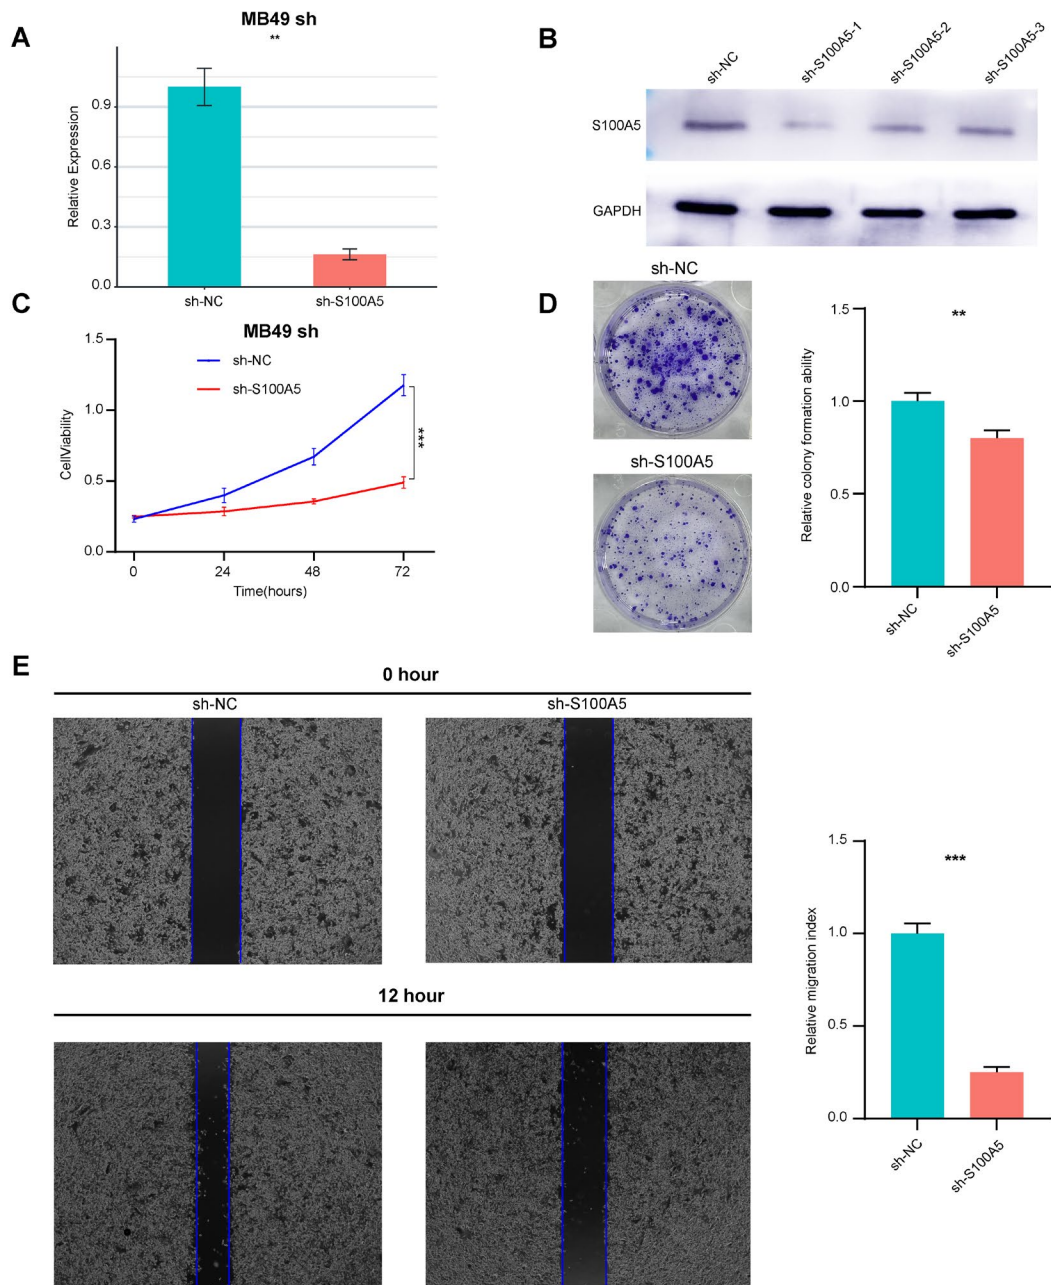 A
MB49 sh
**
Relative Expression
0.9
0.6
0.3
0.0
sh-NC
sh-S100A5
B
sh-NC
sh-S100A5-1
sh-S100A5-2
sh-S100A5-3
S100A5
GAPDH
C
MB49 sh
CellViability
1.5
1.0
0.5
0.0
sh-NC
sh-S100A5
***
0
24
48
72
Time(hours)
D
sh-NC
sh-S100A5
Relative colony formation ability
1.5
1.0
0.5
0.0
**
sh-NC
sh-S100A5
E
0 hour
sh-NC
sh-S100A5
12 hour
Relative migration index
1.5
1.0
0.5
0.0
***
sh-NC
sh-S100A5